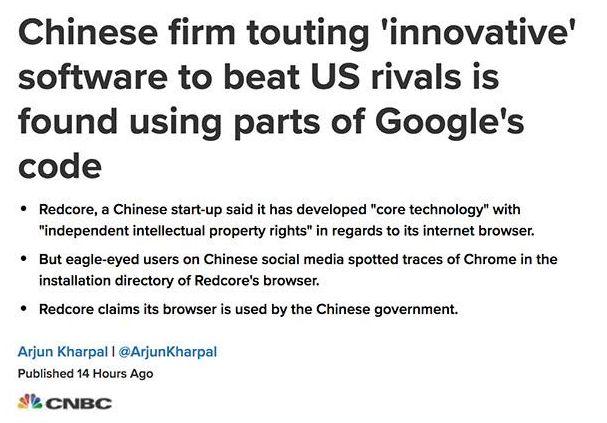 Chinese firm touting 'innovative'
software to beat US rivals is
found using parts of Google's
code
• Redcore, a Chinese start-up said it has developed "core technology" with
"independent intellectual property rights" in regards to its internet browser.
• But eagle-eyed users on Chinese social media spotted traces of Chrome in the
installation directory of Redcore's browser.
• Redcore claims its browser is used by the Chinese government.
Arjun Kharpal | @ArjunKharpal
Published 14 Hours Ago
CNBC